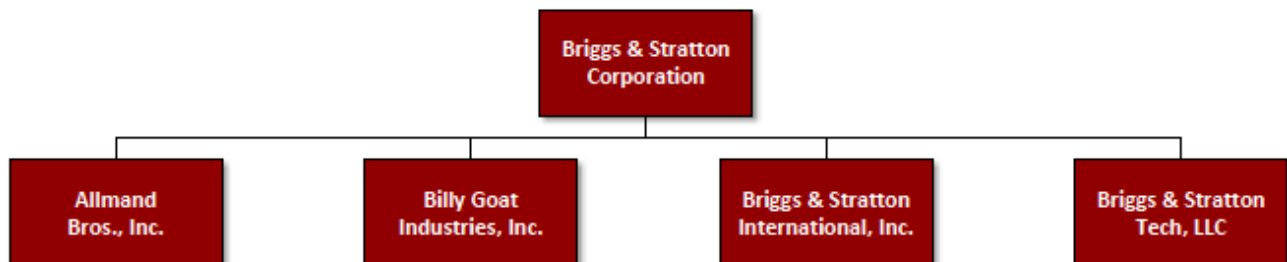 Briggs & Stratton
Corporation
Allmand
Bros., Inc.
Billy Goat
Industries, Inc.
Briggs & Stratton
International, Inc.
Briggs & Stratton
Tech, LLC